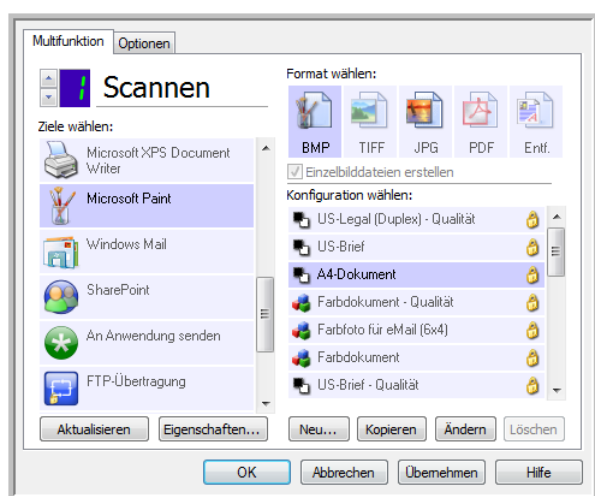 Multifunktion
Optionen
1
Scannen
Ziele wählen:
Microsoft XPS Document
Writer
Microsoft Paint
Windows Mail
SharePoint
An Anwendung senden
FTP-Übertragung
Aktualisieren
Eigenschaften...
Format wählen:
BMP
TIFF
JPG
PDF
Entf.
Einzelbilddateien erstellen
Konfiguration wählen:
US-Legal (Duplex) - Qualität
US-Brief
A4-Dokument
Farbdokument - Qualität
Farbfoto für eMail (6x4)
Farbdokument
US-Brief - Qualität
Neu...
Kopieren
Ändern
Löschen
OK
Abbrechen
Übernehmen
Hilfe